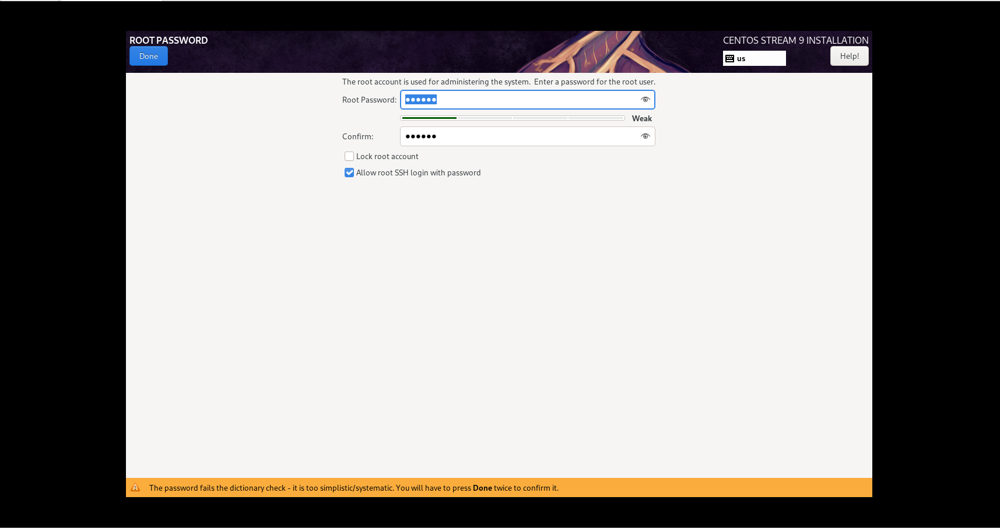 ROOT PASSWORD
CENTOS STREAM 9 INSTALLATION
Done
us
Help!
The root account is used for administering the system.  Enter a password for the root user.
Root Password: ●●●●●●
Weak
Confirm: ●●●●●●
Lock root account
Allow root SSH login with password
The password fails the dictionary check - it is too simplistic/systematic. You will have to press Done twice to confirm it.